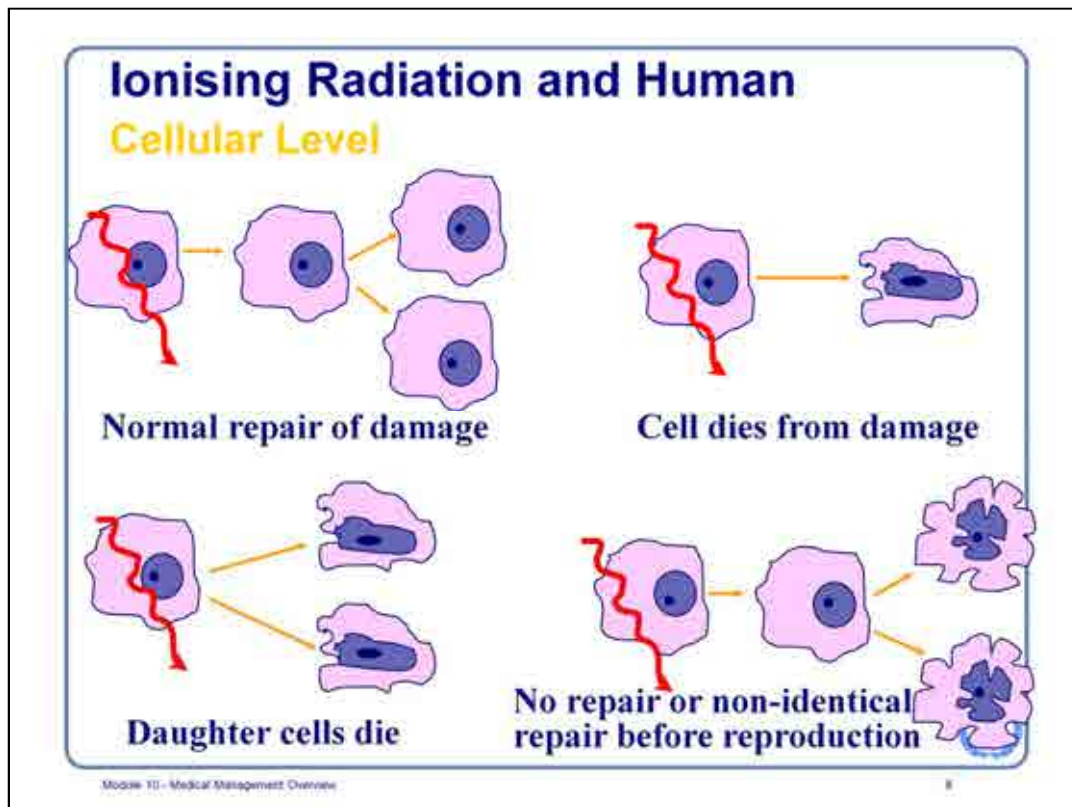 Ionising Radiation and Human
Cellular Level
Normal repair of damage
Cell dies from damage
Daughter cells die
No repair or non-identical
repair before reproduction
Module 10 - Medical Management Overview
8